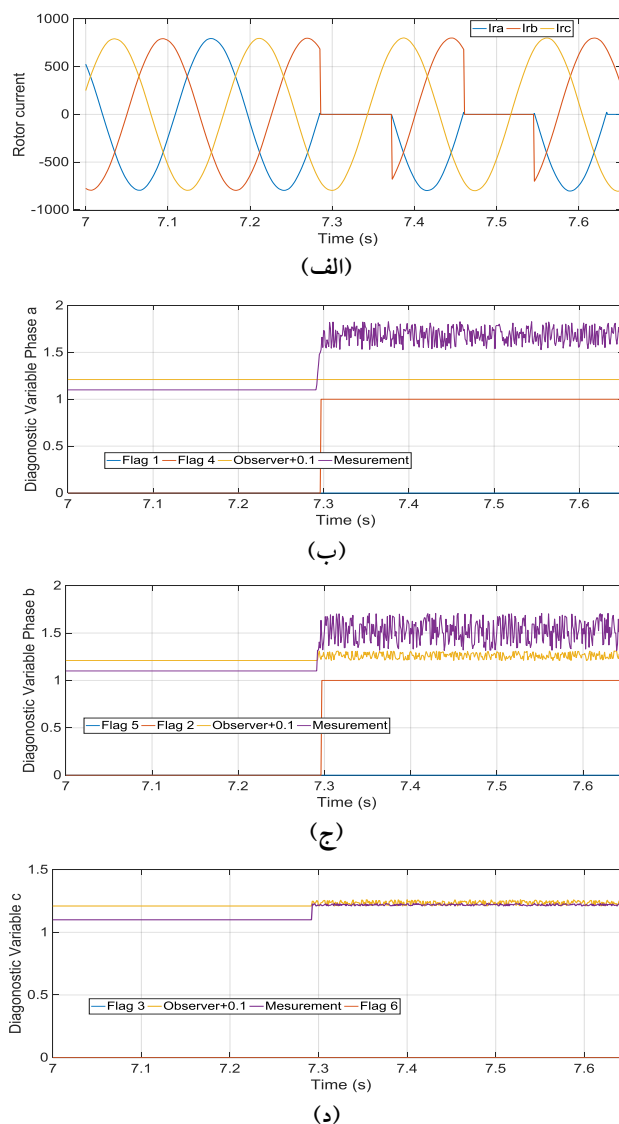 Ira Irb Irc
Rotor current
1000
500
0
-500
-1000
7 7.1 7.2 7.3 7.4 7.5 7.6
Time (s)
(الف)
Diagonostic Variable Phase a
2
1.5
1
0.5
0
Flag 1 Flag 4 Observer+0.1 Mesurement
7 7.1 7.2 7.3 7.4 7.5 7.6
Time (s)
(ب)
Diagonostic Variable Phase b
2
1.5
1
0.5
0
Flag 5 Flag 2 Observer+0.1 Mesurement
7 7.1 7.2 7.3 7.4 7.5 7.6
Time (s)
(ج)
Diagonostic Variable c
1.5
1
0.5
0
Flag 3 Observer+0.1 Mesurement Flag 6
7 7.1 7.2 7.3 7.4 7.5 7.6
Time (s)
(د)